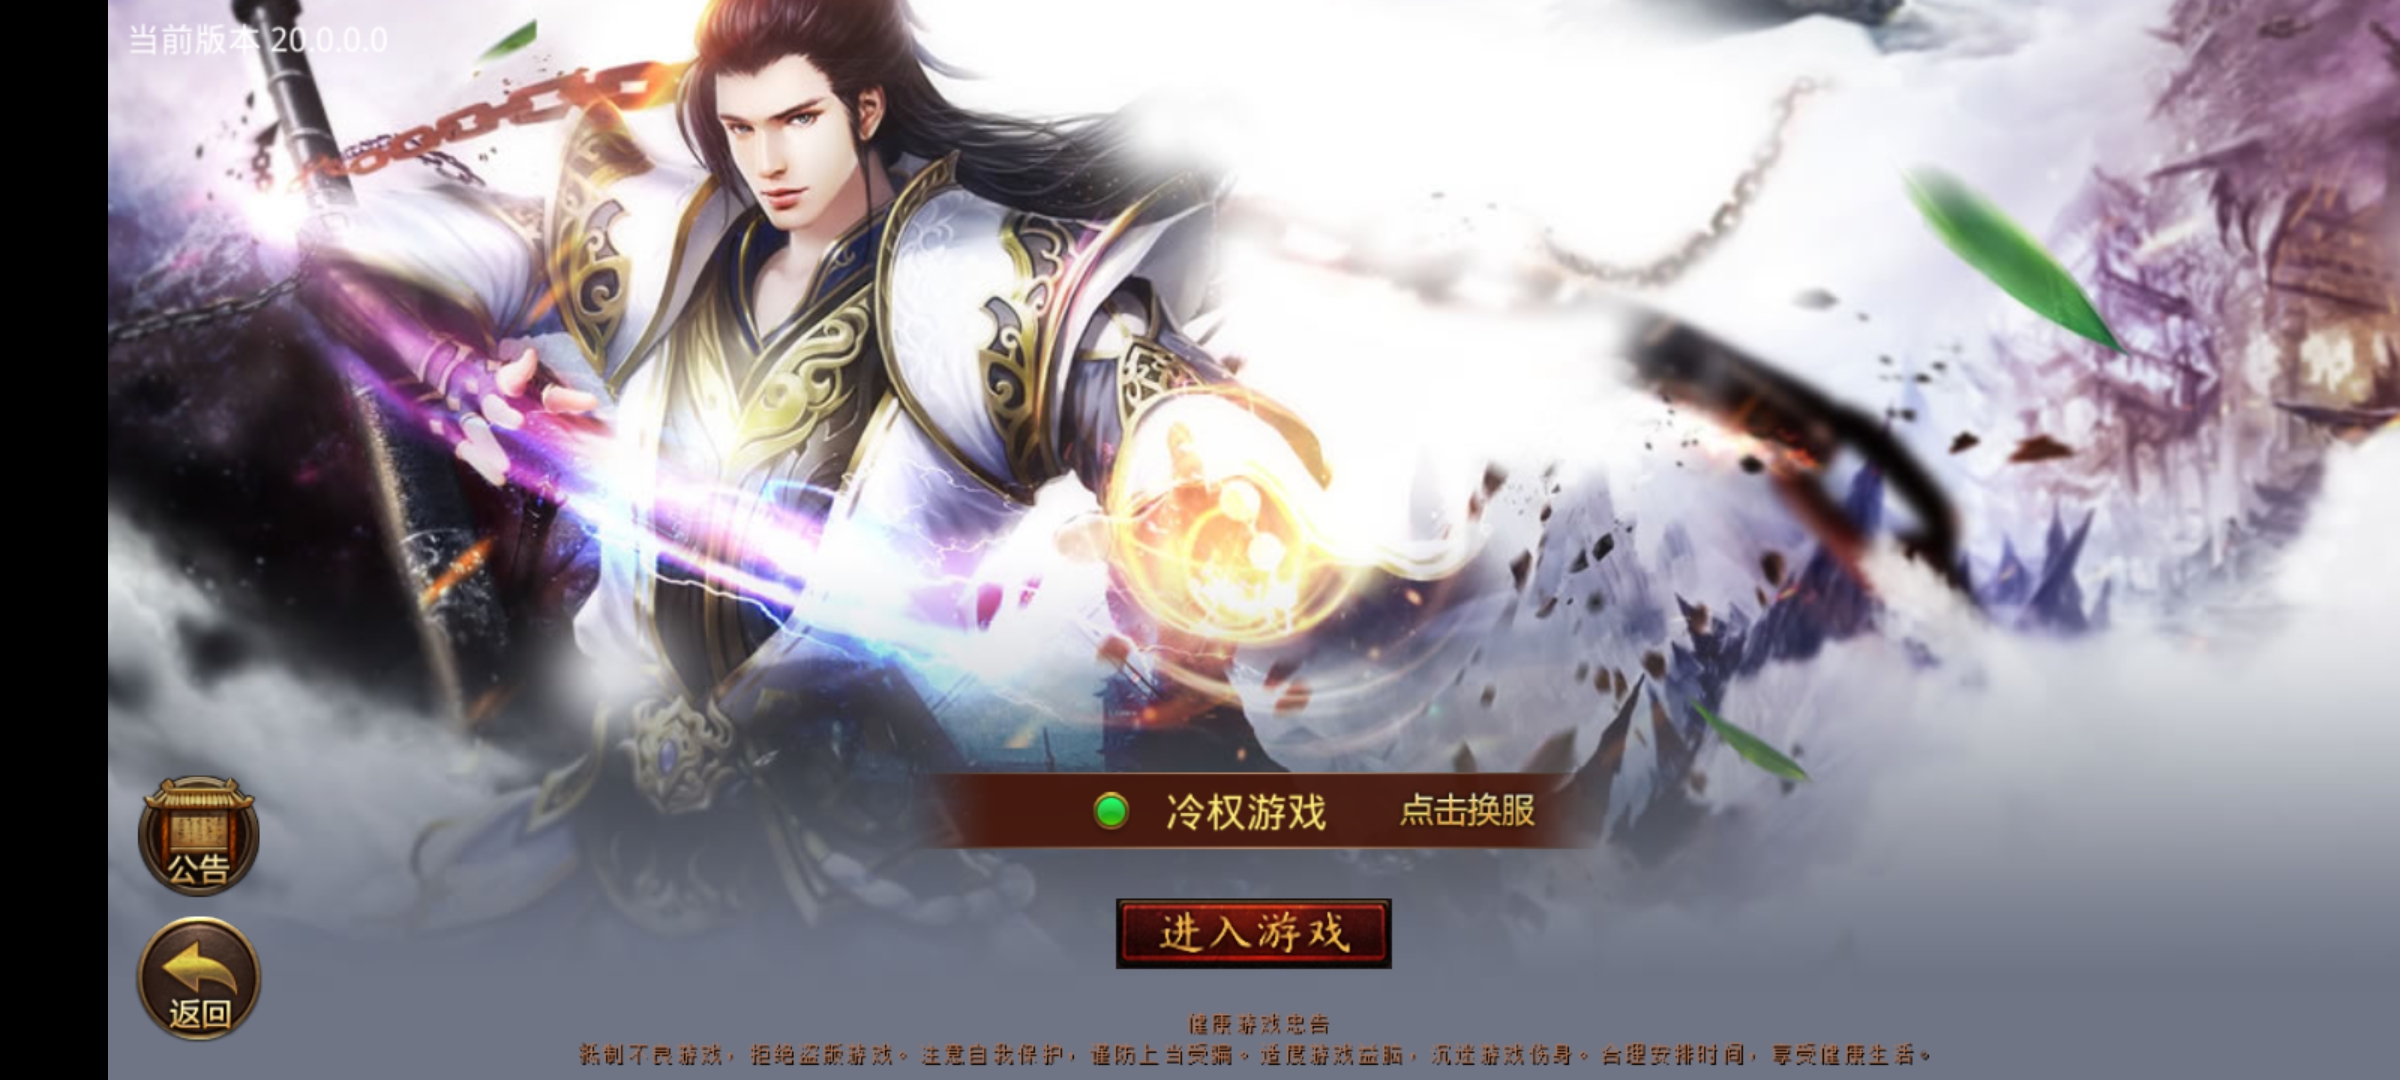 当前版本 20.0.0.0
冷权游戏 点击换服
公告
进入游戏
返回
健康游戏忠告
抵制不良游戏，拒绝盗版游戏。注意自我保护，谨防上当受骗。适度游戏益脑，沉迷游戏伤身。合理安排时间，享受健康生活。